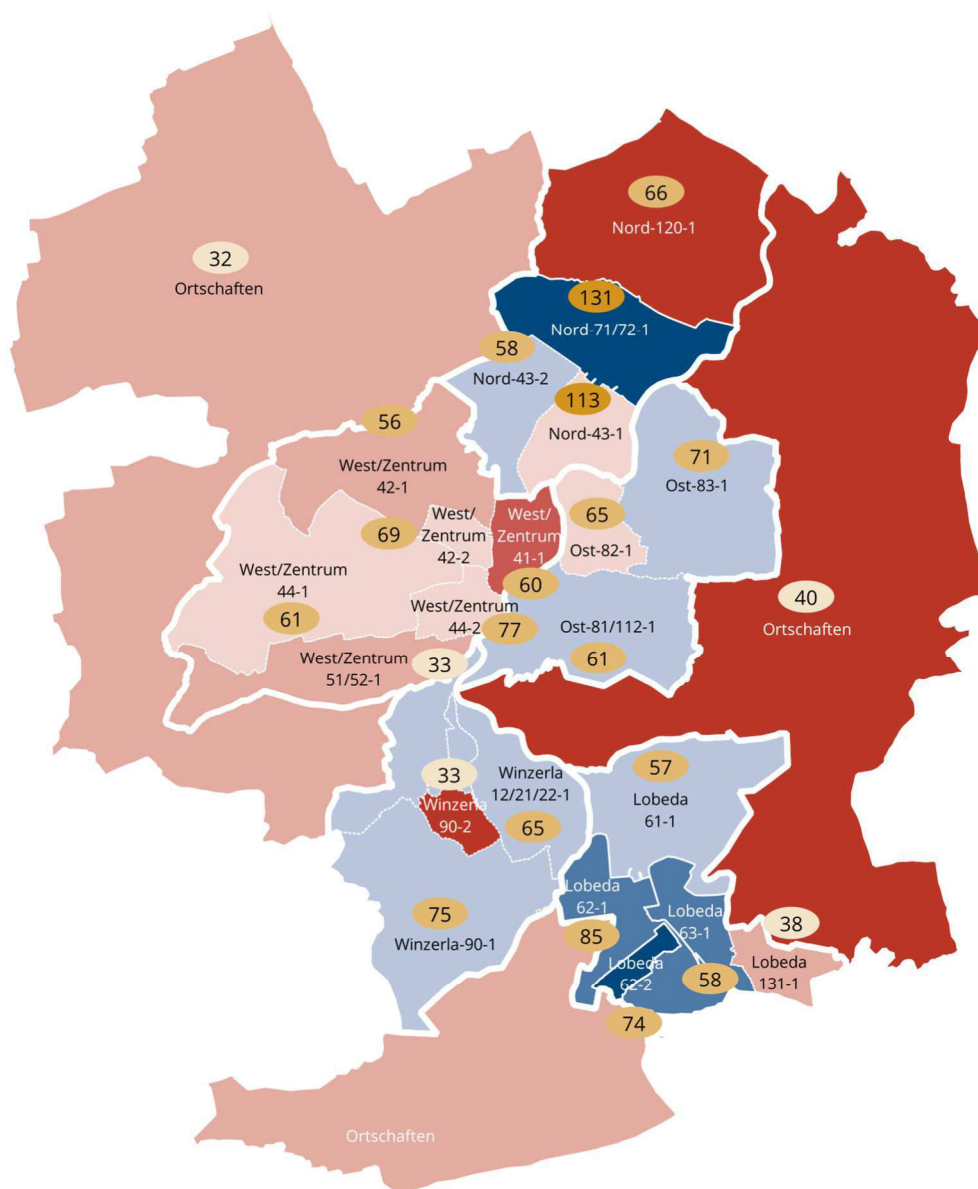 66
Nord-120-1
32
Ortschaften
131
Nord-71/72-1
58
Nord-43-2
113
Nord-43-1
56
West/Zentrum
42-1
71
Ost-83-1
65
Ost-82-1
69
West/
Zentrum
42-2
West/
Zentrum
41-1
60
West/Zentrum
44-1
61
West/Zentrum
44-2
77
Ost-81/112-1
61
40
Ortschaften
West/Zentrum
51/52-1
33
33
Winzerla
90-2
Winzerla
12/21/22-1
65
57
Lobeda
61-1
75
Winzerla-90-1
Lobeda
62-1
85
Lobeda
63-1
58
Lobeda
62-2
74
38
Lobeda
131-1
Ortschaften